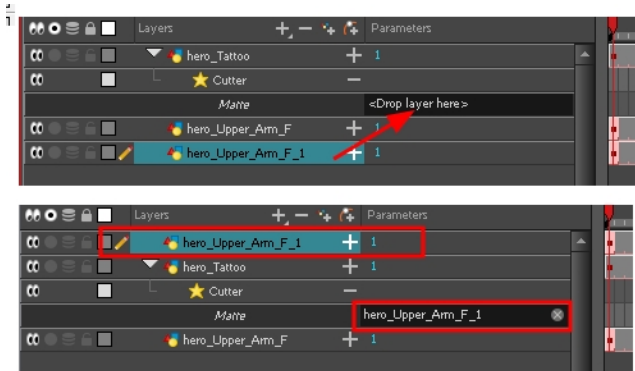 Layers Parameters
hero_Tattoo 1
Cutter
Matte <Drop layer here>
hero_Upper_Arm_F 1
hero_Upper_Arm_F_1 1
Layers Parameters
hero_Upper_Arm_F_1 1
hero_Tattoo 1
Cutter
Matte hero_Upper_Arm_F_1
hero_Upper_Arm_F 1